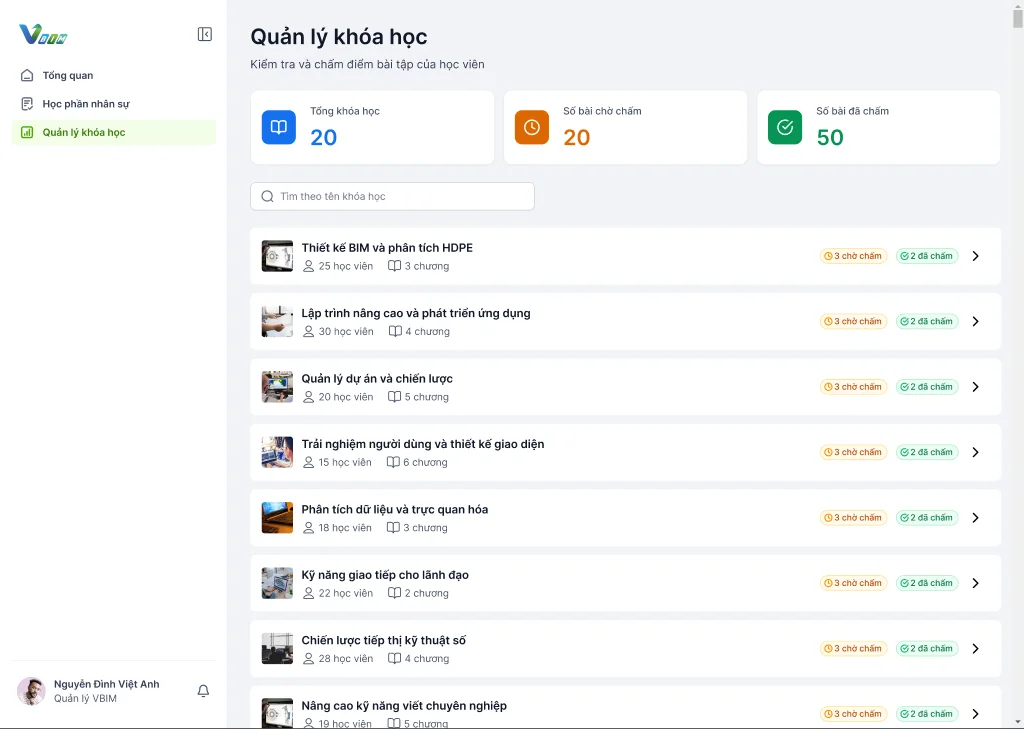 VBIM
Tổng quan
Học phần nhân sự
Quản lý khóa học
Nguyễn Đình Việt Anh
Quản lý VBIM
Quản lý khóa học
Kiểm tra và chấm điểm bài tập của học viên
Tổng khóa học
20
Số bài chờ chấm
20
Số bài đã chấm
50
Tìm theo tên khóa học
Thiết kế BIM và phân tích HDPE
25 học viên 3 chương
3 chờ chấm 2 đã chấm
Lập trình nâng cao và phát triển ứng dụng
30 học viên 4 chương
3 chờ chấm 2 đã chấm
Quản lý dự án và chiến lược
20 học viên 5 chương
3 chờ chấm 2 đã chấm
Trải nghiệm người dùng và thiết kế giao diện
15 học viên 6 chương
3 chờ chấm 2 đã chấm
Phân tích dữ liệu và trực quan hóa
18 học viên 3 chương
3 chờ chấm 2 đã chấm
Kỹ năng giao tiếp cho lãnh đạo
22 học viên 2 chương
3 chờ chấm 2 đã chấm
Chiến lược tiếp thị kỹ thuật số
28 học viên 4 chương
3 chờ chấm 2 đã chấm
Nâng cao kỹ năng viết chuyên nghiệp
19 học viên 5 chương
3 chờ chấm 2 đã chấm